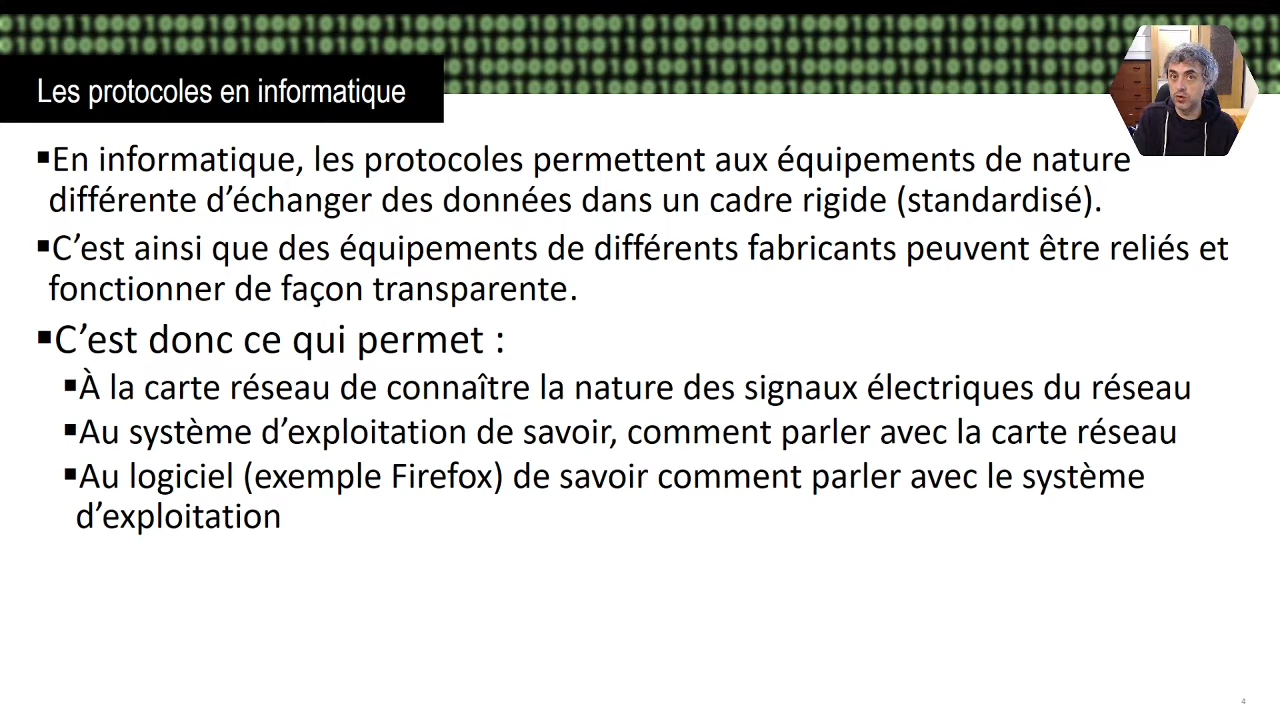 Les protocoles en informatique
▪En informatique, les protocoles permettent aux équipements de nature
différente d’échanger des données dans un cadre rigide (standardisé).
▪C’est ainsi que des équipements de différents fabricants peuvent être reliés et
fonctionner de façon transparente.
▪C’est donc ce qui permet :
▪À la carte réseau de connaître la nature des signaux électriques du réseau
▪Au système d’exploitation de savoir, comment parler avec la carte réseau
▪Au logiciel (exemple Firefox) de savoir comment parler avec le système
d’exploitation
4